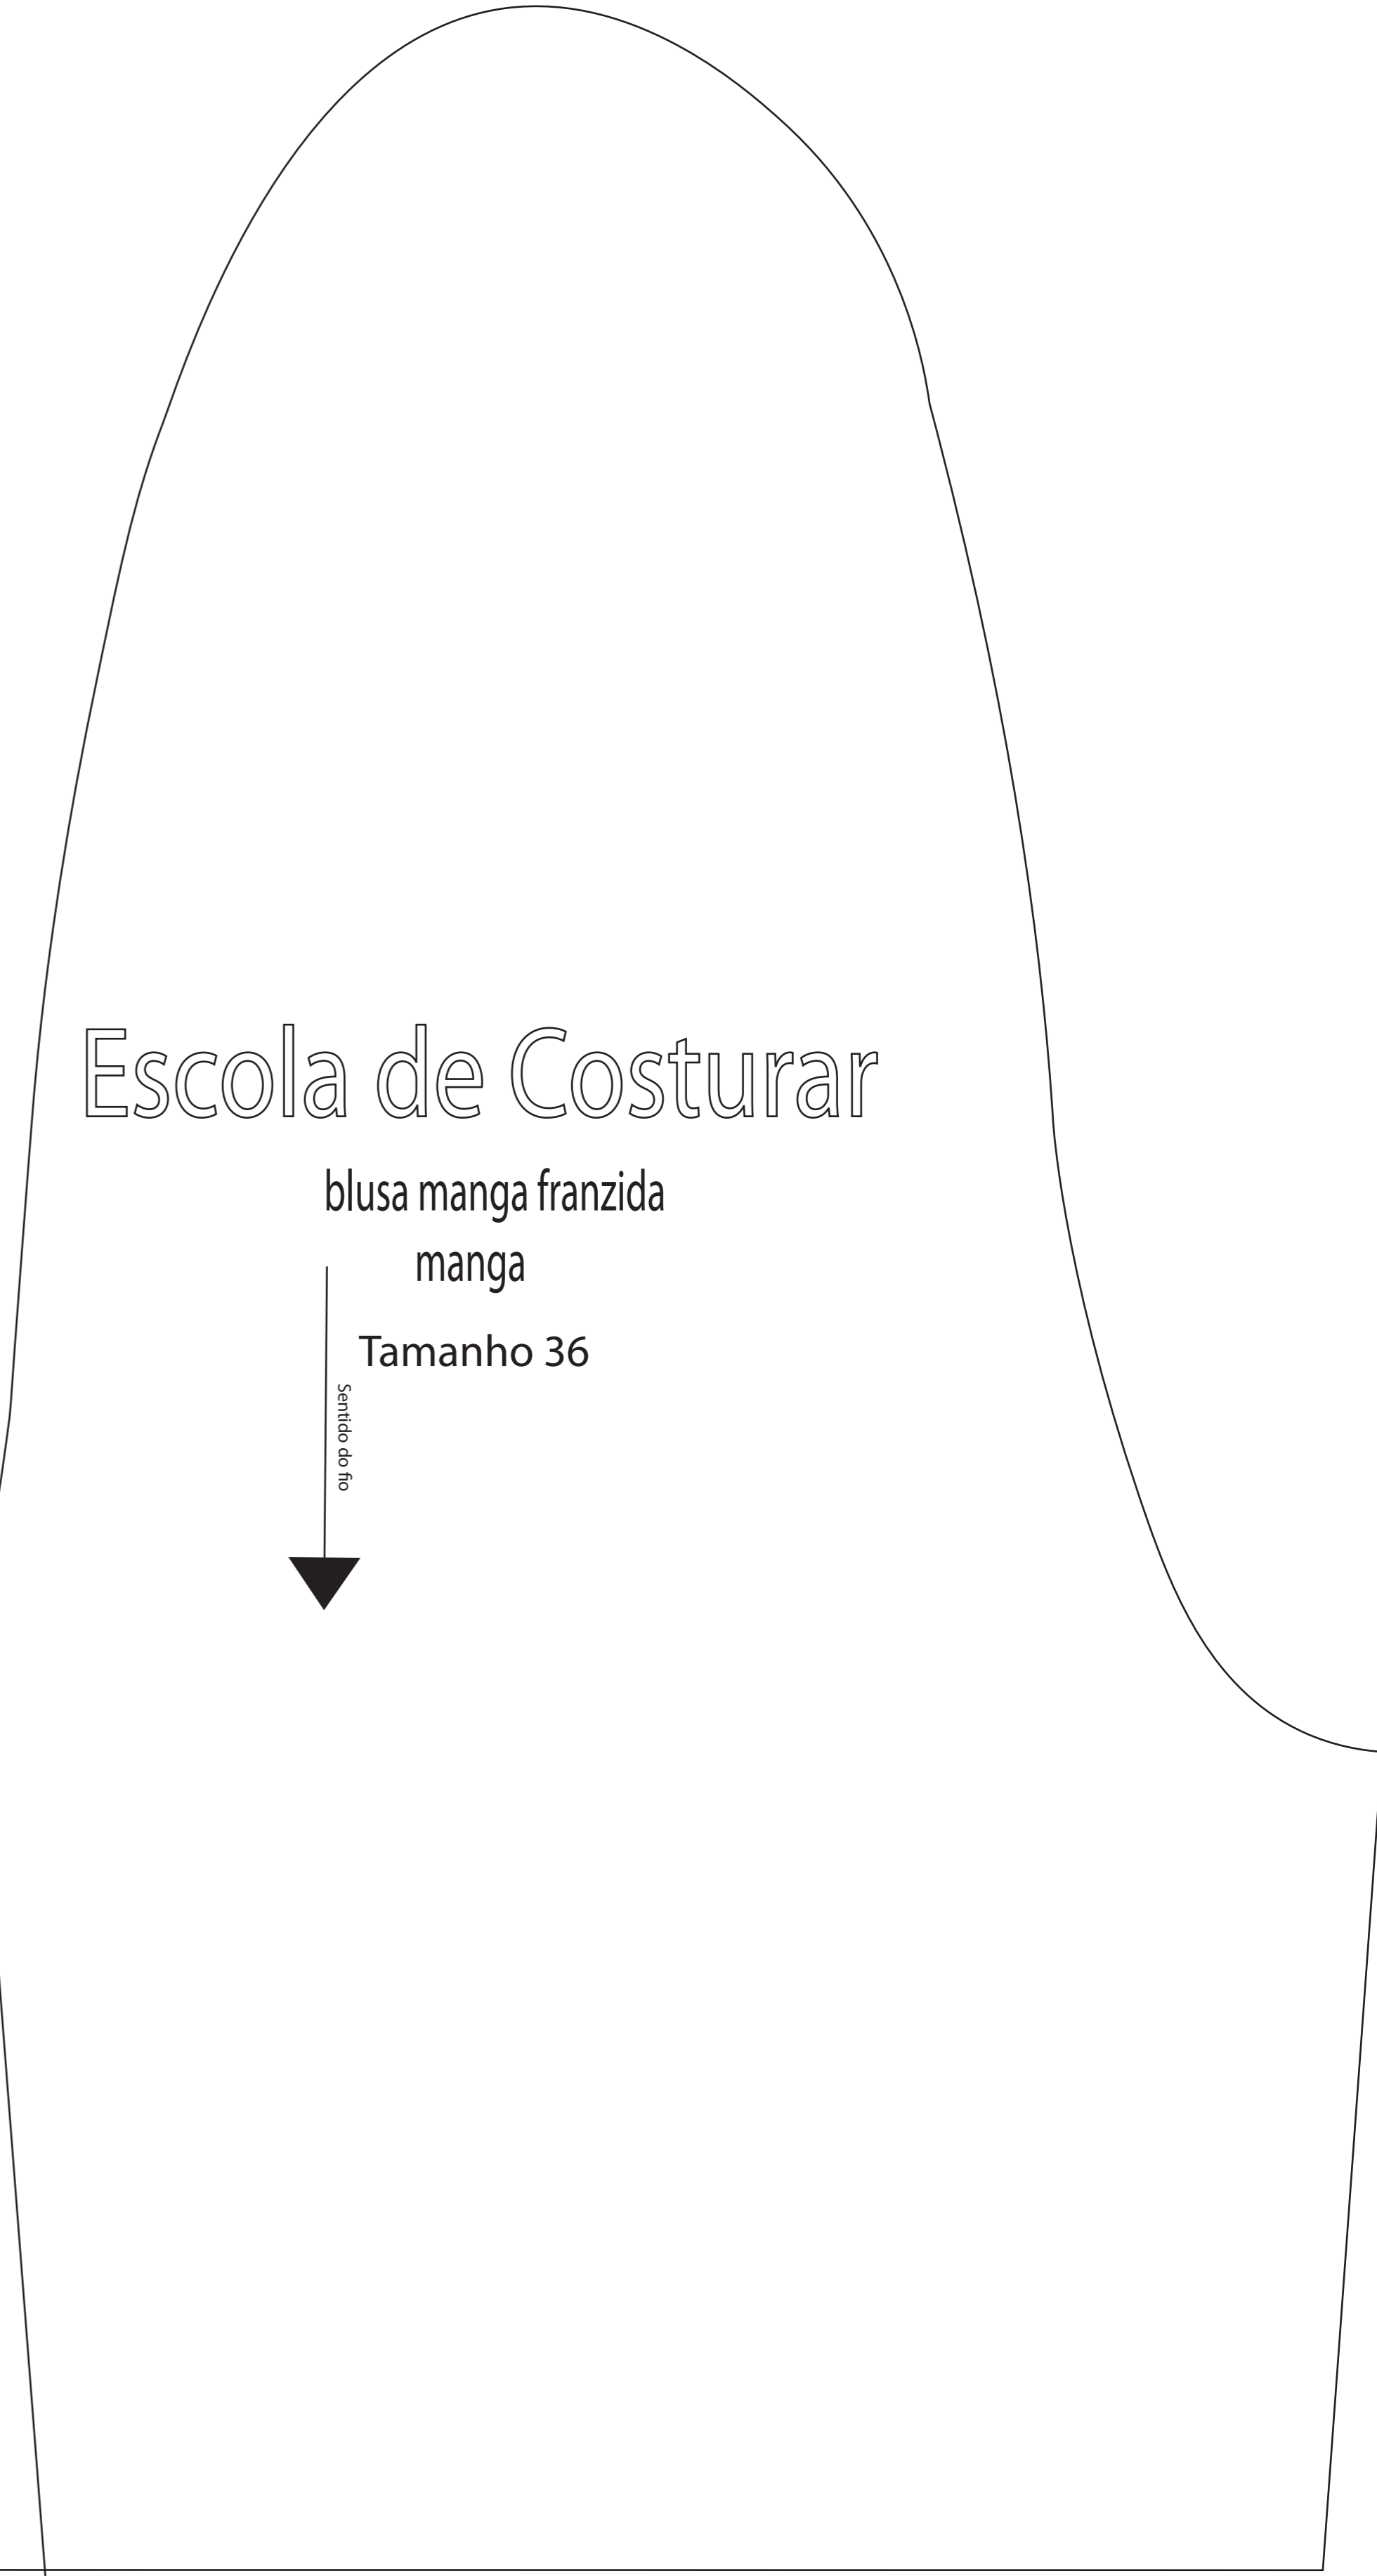 Escola de Costurar
blusa manga franzida
manga
Tamanho 36
Sentido do fio